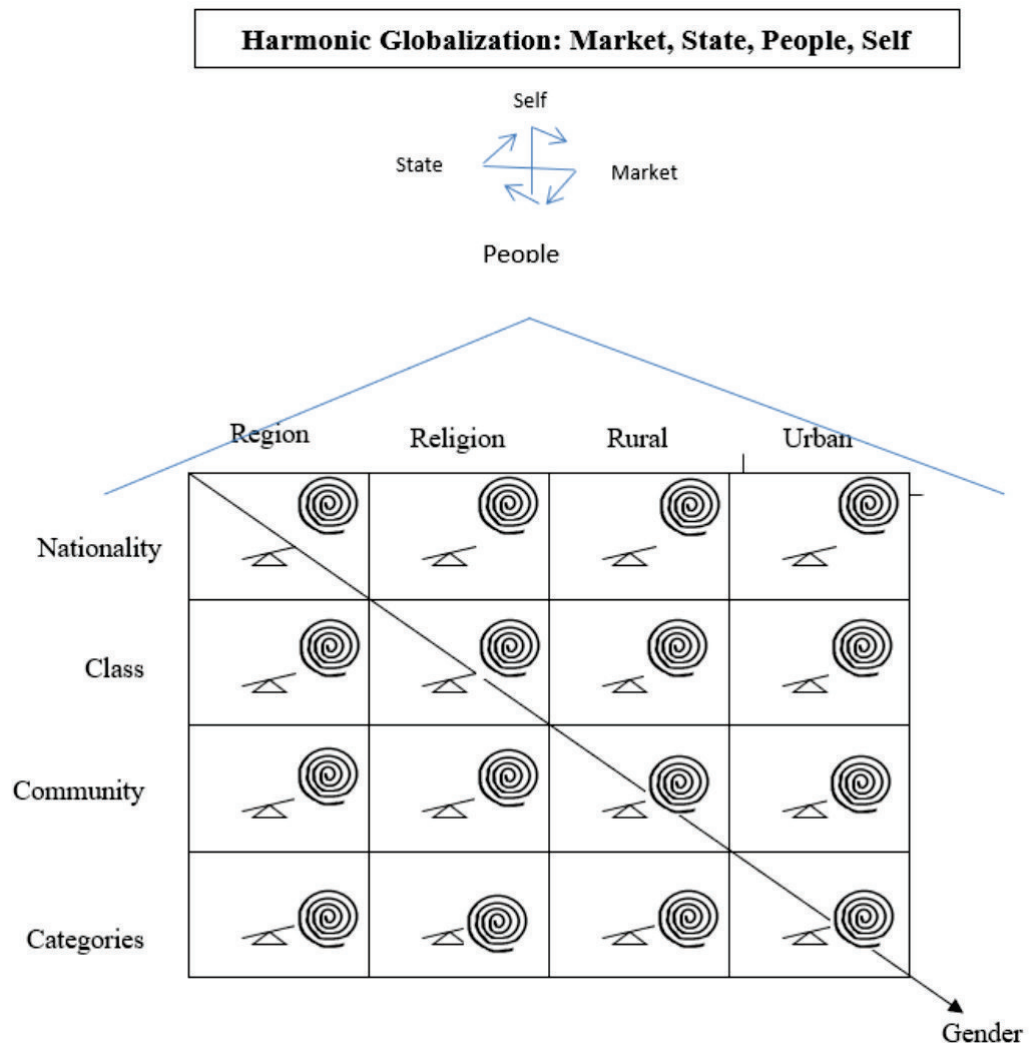 Harmonic Globalization: Market, State, People, Self
Self
State
Market
People
Region
Religion
Rural
Urban
Nationality
Class
Community
Categories
Gender